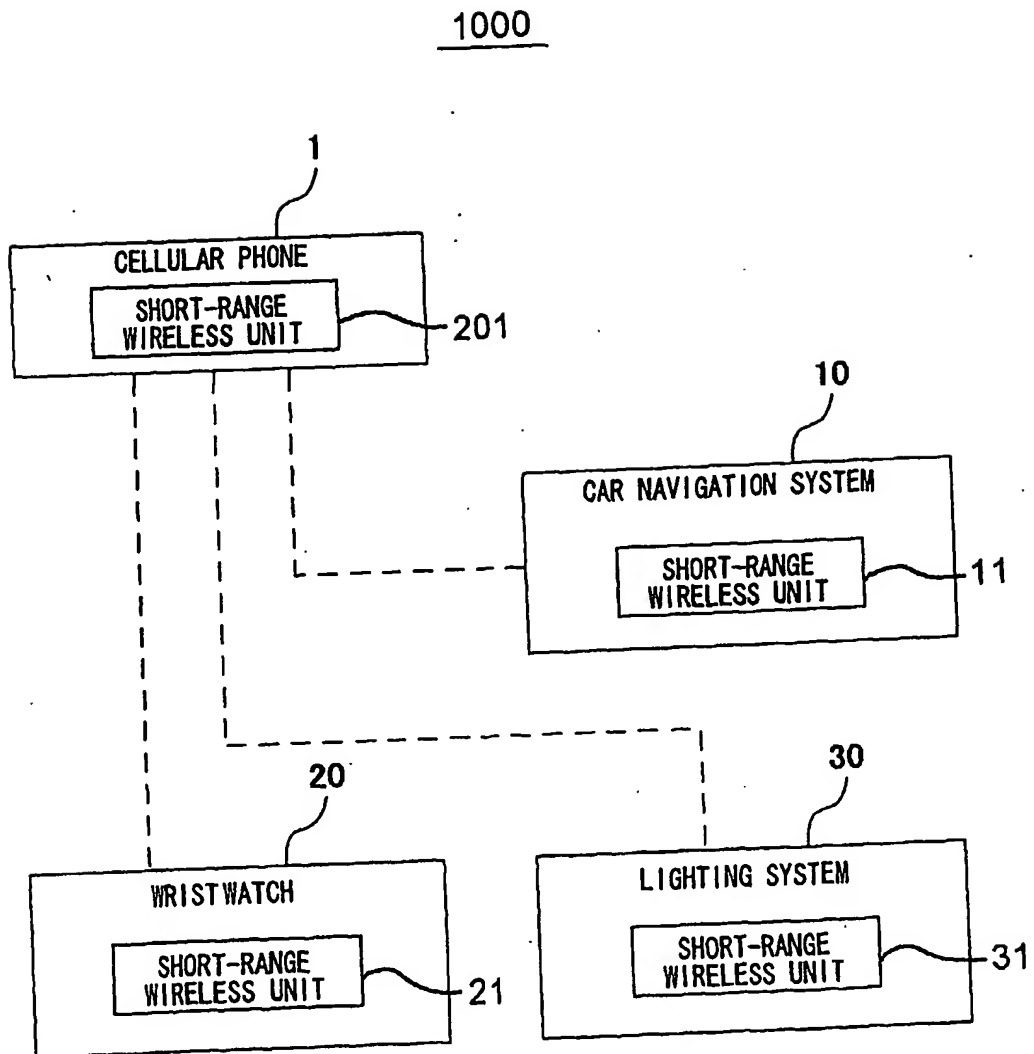 1000
1
CELLULAR PHONE
SHORT-RANGE
WIRELESS UNIT
201
10
CAR NAVIGATION SYSTEM
SHORT-RANGE
WIRELESS UNIT
11
20
WRISTWATCH
SHORT-RANGE
WIRELESS UNIT
21
30
LIGHTING SYSTEM
SHORT-RANGE
WIRELESS UNIT
31